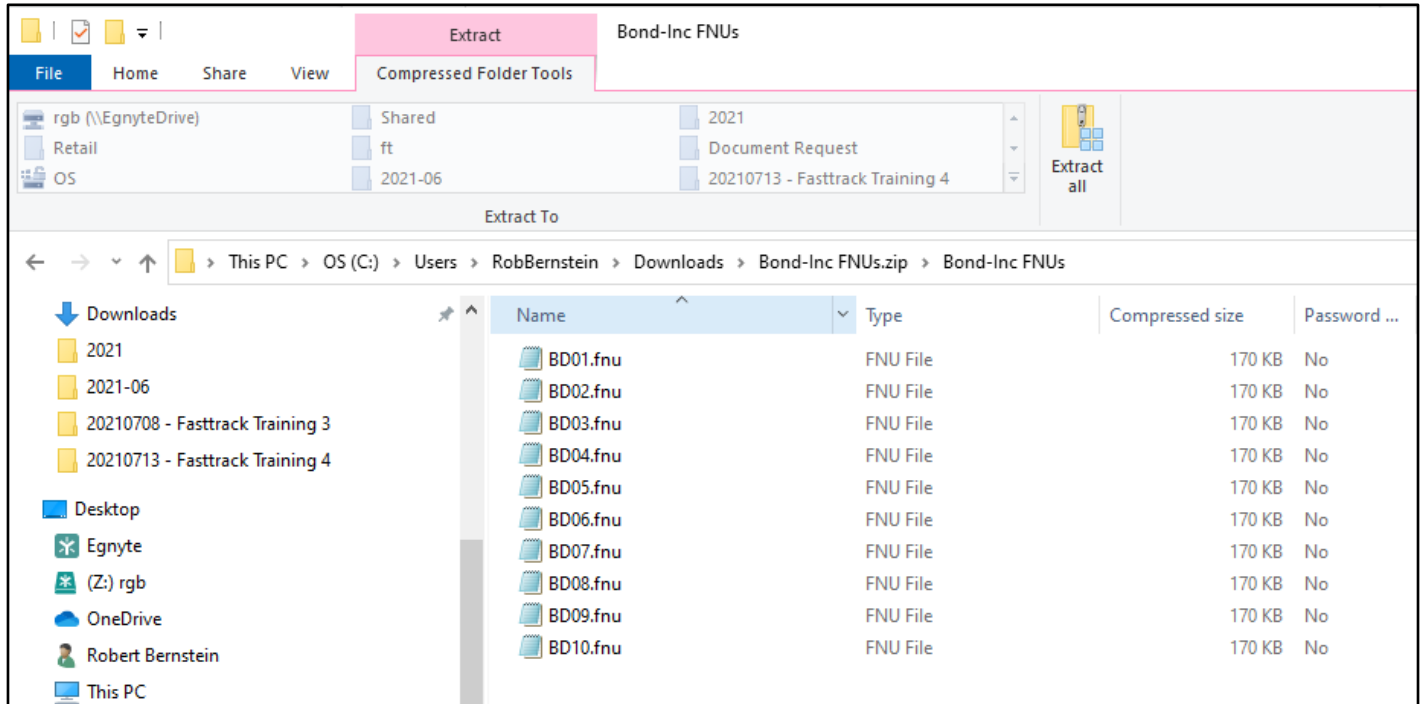 Extract Bond-Inc FNUs
File Home Share View Compressed Folder Tools
rgb (\\EgnyteDrive) Shared 2021
Retail ft Document Request
OS 2021-06 20210713 - Fasttrack Training 4
Extract all
Extract To
This PC > OS (C:) > Users > RobBernstein > Downloads > Bond-Inc FNUs.zip > Bond-Inc FNUs
Downloads
2021
2021-06
20210708 - Fasttrack Training 3
20210713 - Fasttrack Training 4
Desktop
Egnyte
(Z:) rgb
OneDrive
Robert Bernstein
This PC
Name Type Compressed size Password ...
BD01.fnu FNU File 170 KB No
BD02.fnu FNU File 170 KB No
BD03.fnu FNU File 170 KB No
BD04.fnu FNU File 170 KB No
BD05.fnu FNU File 170 KB No
BD06.fnu FNU File 170 KB No
BD07.fnu FNU File 170 KB No
BD08.fnu FNU File 170 KB No
BD09.fnu FNU File 170 KB No
BD10.fnu FNU File 170 KB No